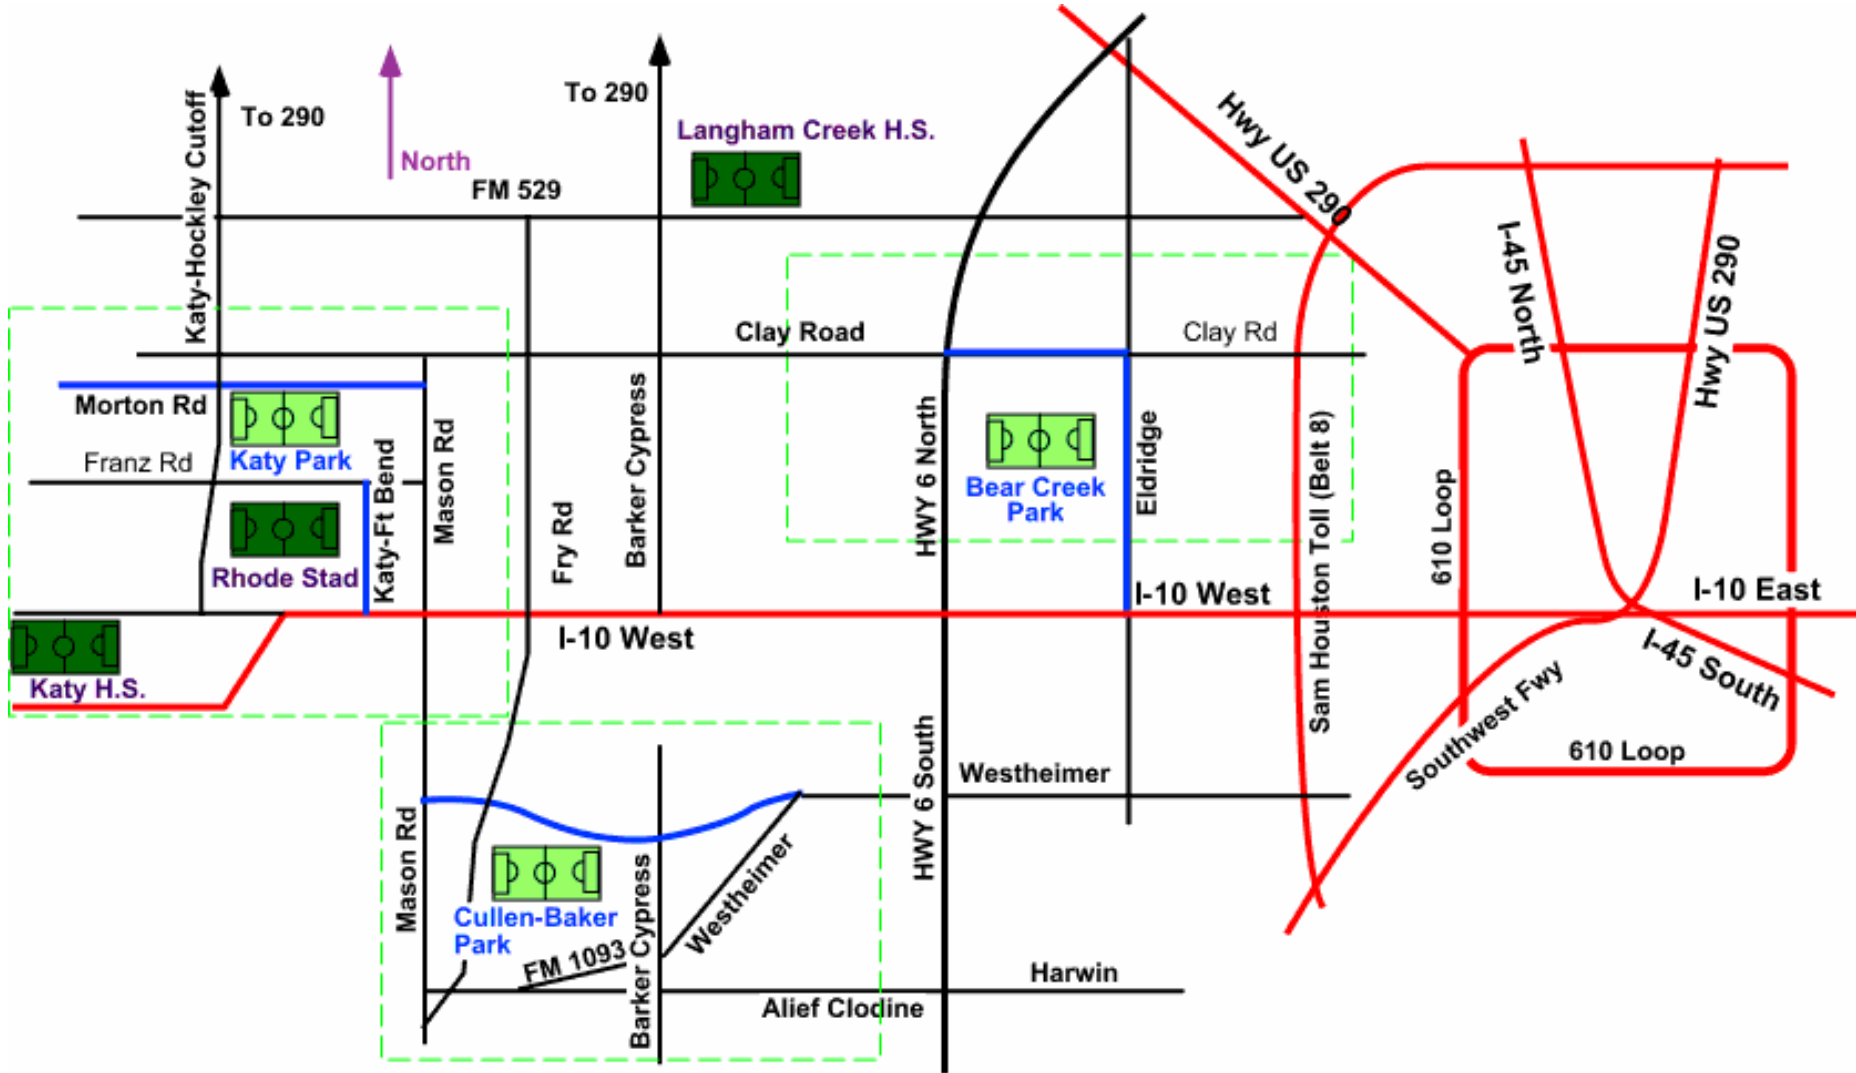 To 290
Langham Creek H.S.
Hwy US 290
Katy-Hockley Cutoff
To 290
North
FM 529
I-45 North
Hwy US 290
Clay Road
Clay Rd
Morton Rd
Katy Park
Franz Rd
Katy-Ft Bend
Mason Rd
Fry Rd
Barker Cypress
HWY 6 North
Bear Creek
Park
Eldridge
Sam Houston Toll (Belt 8)
610 Loop
Rhode Stad
I-10 West
I-10 East
I-10 West
I-45 South
Katy H.S.
Southwest Fwy
610 Loop
HWY 6 South
Westheimer
Mason Rd
Cullen-Baker
Park
FM 1093
Barker Cypress
Westheimer
Harwin
Alief Clodine